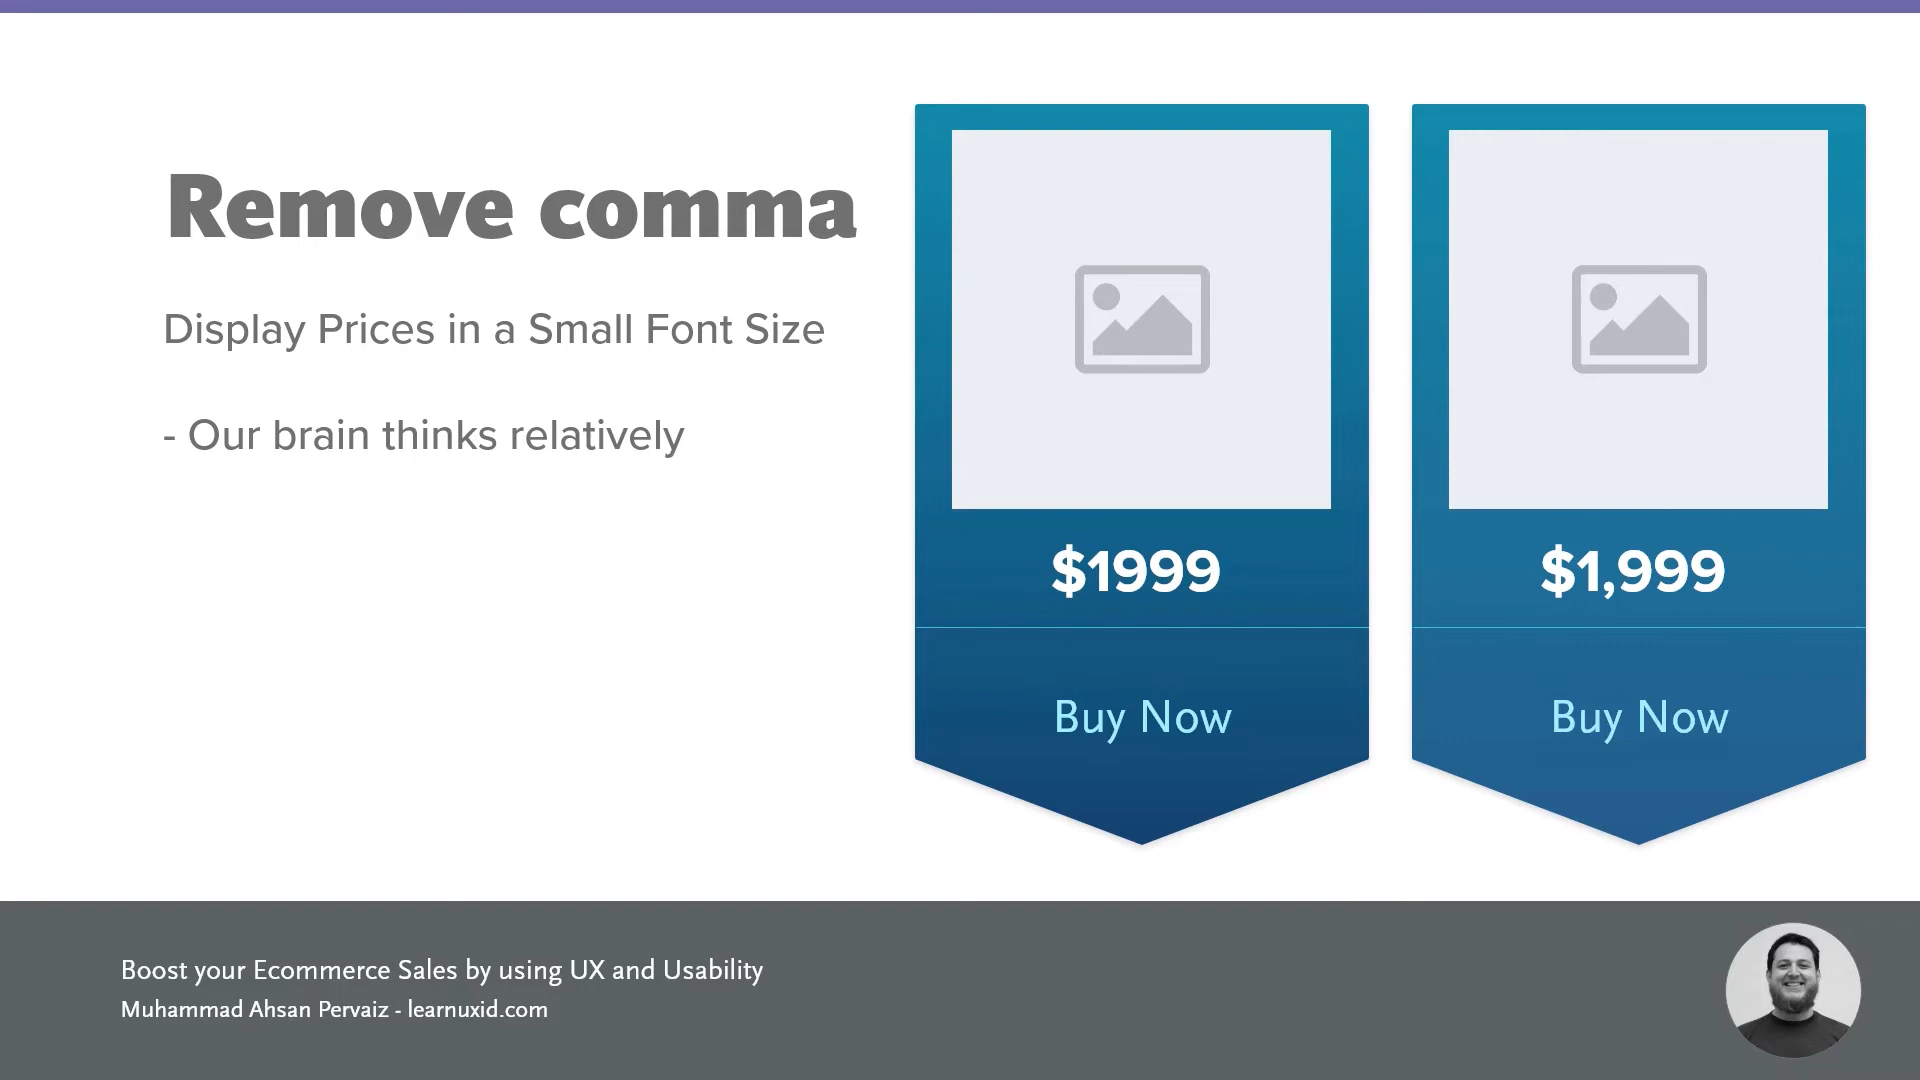 Remove comma
Display Prices in a Small Font Size
- Our brain thinks relatively
$1999
Buy Now
$1,999
Buy Now
Boost your Ecommerce Sales by using UX and Usability
Muhammad Ahsan Pervaiz - learnuxid.com